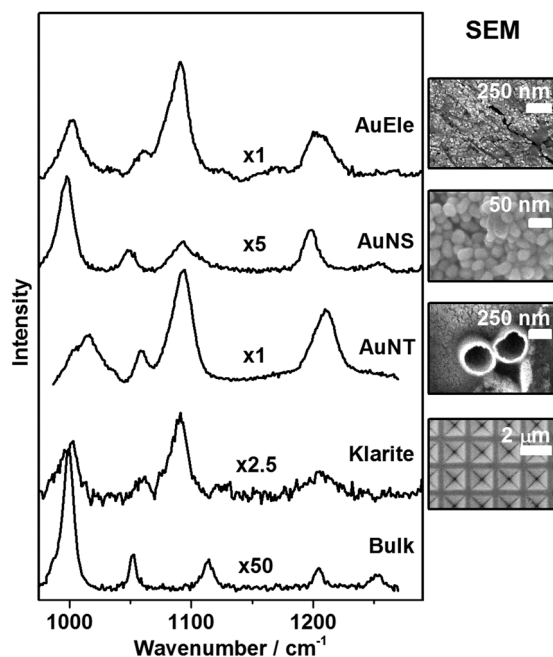 SEM
250 nm
AuEle
x1
50 nm
AuNS
x5
250 nm
AuNT
x1
2 μm
Klarite
x2.5
Bulk
x50
Intensity
1000 1100 1200
Wavenumber / cm⁻¹